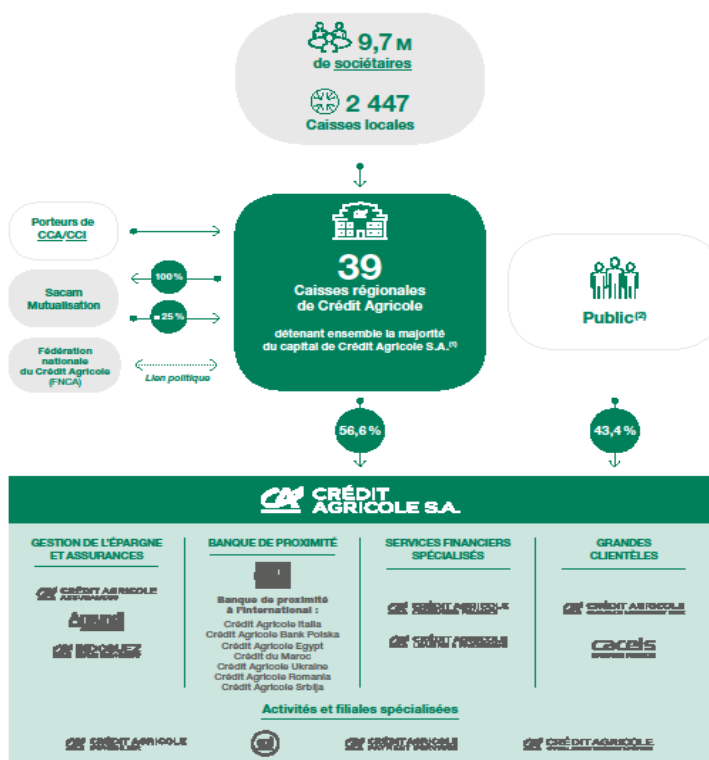 9,7 M
de sociétaires
2 447
Caisses locales
Porteurs de
CCA/CCI
Sacam
Mutualisation
100 %
≈ 25 %
Fédération
nationale
du Crédit Agricole
(FNCA)
Lien politique
39
Caisses régionales
de Crédit Agricole
détenant ensemble la majorité
du capital de Crédit Agricole S.A.(1)
Public(2)
56,6 %
43,4 %
CRÉDIT
AGRICOLE S.A.
GESTION DE L'ÉPARGNE
ET ASSURANCES
CRÉDIT AGRICOLE
ASSURANCES
Amundi
INDOSUEZ
BANQUE DE PROXIMITÉ
Banque de proximité
à l'international :
Crédit Agricole Italia
Crédit Agricole Bank Polska
Crédit Agricole Egypt
Crédit du Maroc
Crédit Agricole Ukraine
Crédit Agricole Romania
Crédit Agricole Srbija
SERVICES FINANCIERS
SPÉCIALISÉS
CRÉDIT AGRICOLE
CRÉDIT AGRICOLE
GRANDES
CLIENTÈLES
CRÉDIT AGRICOLE
caceis
Activités et filiales spécialisées
CRÉDIT AGRICOLE
CRÉDIT AGRICOLE
CRÉDIT AGRICOLE